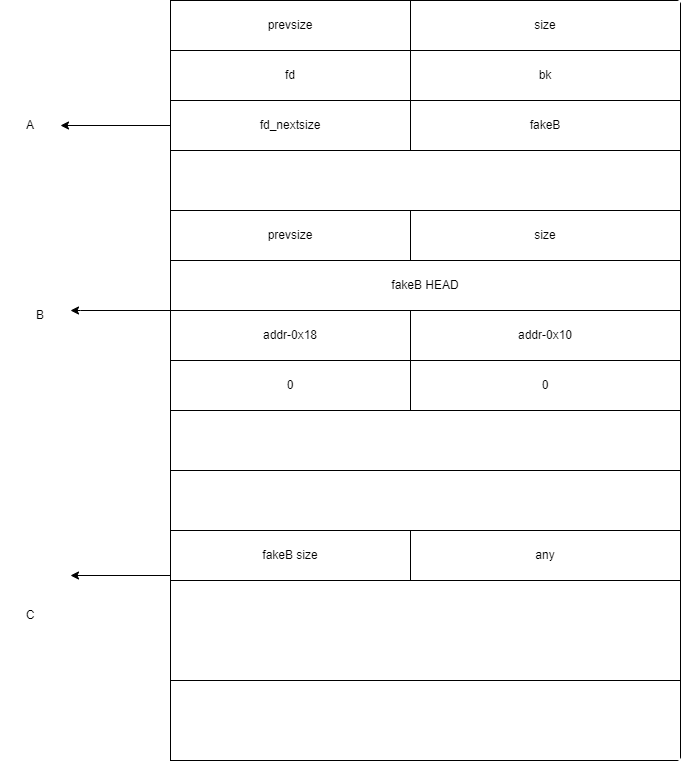 prevsize size
fd bk
A fd_nextsize fakeB
prevsize size
fakeB HEAD
B
addr-0x18 addr-0x10
0 0
fakeB size any
C